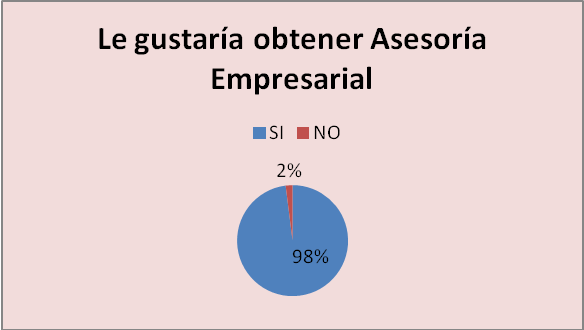 Le gustaría obtener Asesoría
Empresarial
SI NO
2%
98%